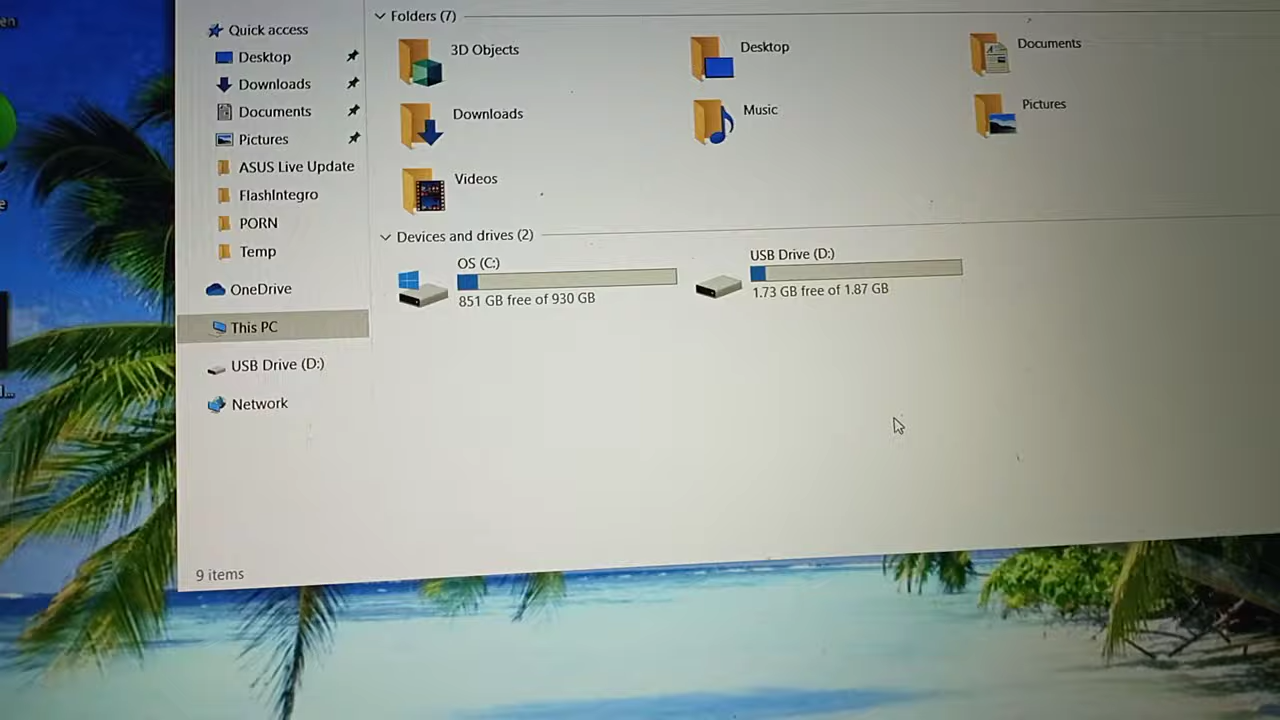 Quick access
Desktop
Downloads
Documents
Pictures
ASUS Live Update
FlashIntegro
PORN
Temp
OneDrive
This PC
USB Drive (D:)
Network
9 items
Folders (7)
3D Objects
Desktop
Documents
Downloads
Music
Pictures
Videos
Devices and drives (2)
OS (C:)
851 GB free of 930 GB
USB Drive (D:)
1.73 GB free of 1.87 GB